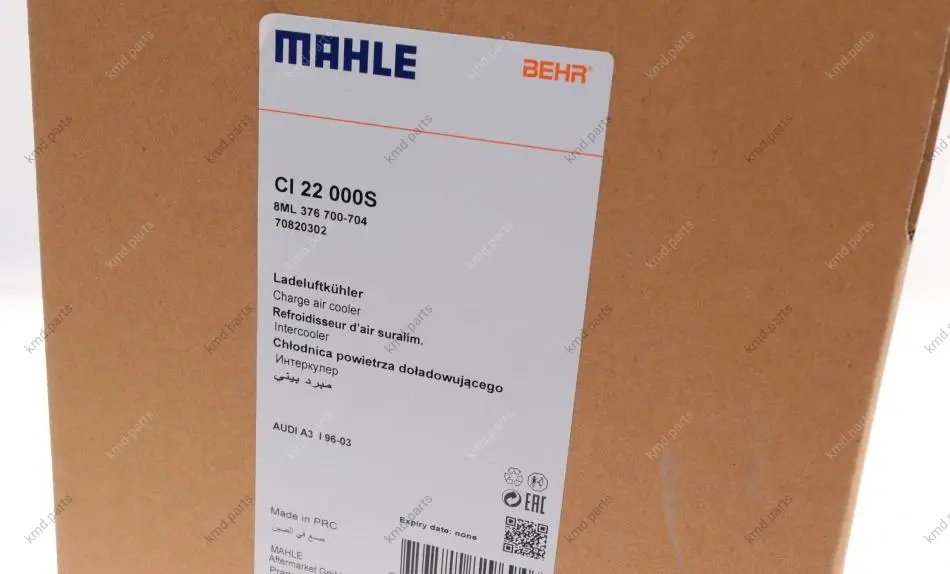 MAHLE
BEHR®
CI 22 000S
8ML 376 700-704
70820302
Ladeluftkühler
Charge air cooler
Refroidisseur d'air suralim.
Intercooler
Chłodnica powietrza doładowującego
Интеркулер
مبرد بيني
AUDI A3 I 96-03
EAC
Made in PRC
صنع في الصين
Expiry date: none
MAHLE
Aftermarket
kmd.parts